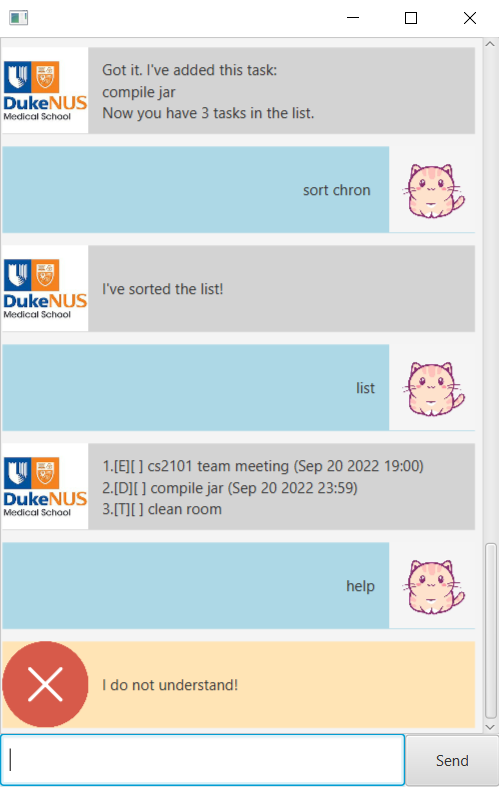 DukeNUS
Medical School
Got it. I've added this task:
compile jar
Now you have 3 tasks in the list.
sort chron
DukeNUS
Medical School
I've sorted the list!
list
DukeNUS
Medical School
1.[E][ ] cs2101 team meeting (Sep 20 2022 19:00)
2.[D][ ] compile jar (Sep 20 2022 23:59)
3.[T][ ] clean room
help
I do not understand!
Send